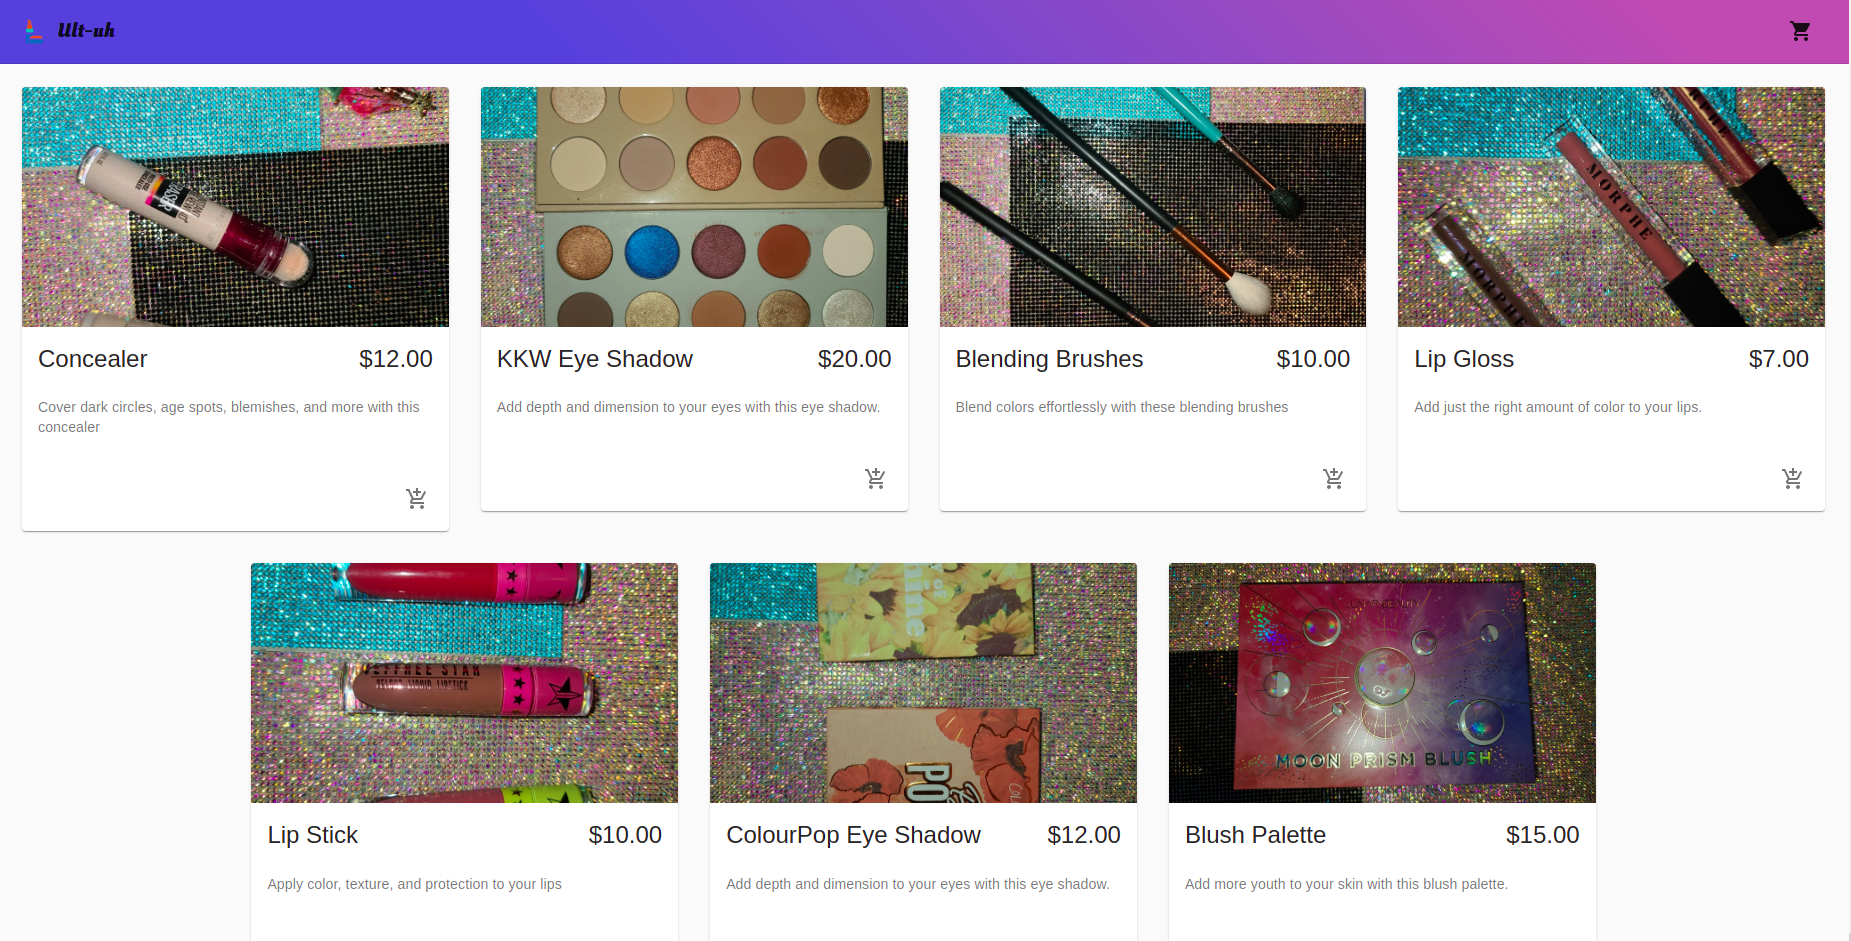 Ult-uh
MORPHE
MORPHE
Concealer $12.00
KKW Eye Shadow $20.00
Blending Brushes $10.00
Lip Gloss $7.00
Cover dark circles, age spots, blemishes, and more with this
concealer
Add depth and dimension to your eyes with this eye shadow.
Blend colors effortlessly with these blending brushes
Add just the right amount of color to your lips.
JEFFREE STAR
VELOUR LIQUID LIPSTICK
MOON PRISM BLUSH
Lip Stick $10.00
ColourPop Eye Shadow $12.00
Blush Palette $15.00
Apply color, texture, and protection to your lips
Add depth and dimension to your eyes with this eye shadow.
Add more youth to your skin with this blush palette.